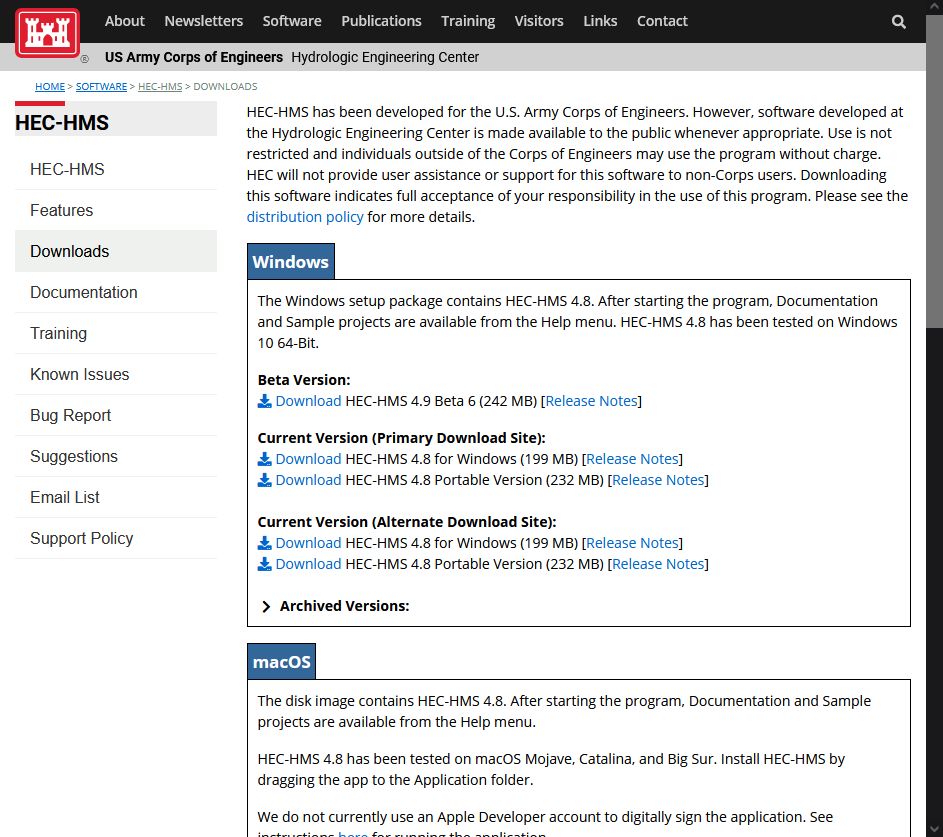 About Newsletters Software Publications Training Visitors Links Contact
® US Army Corps of Engineers Hydrologic Engineering Center
HOME > SOFTWARE > HEC-HMS > DOWNLOADS
HEC-HMS
HEC-HMS
Features
Downloads
Documentation
Training
Known Issues
Bug Report
Suggestions
Email List
Support Policy
HEC-HMS has been developed for the U.S. Army Corps of Engineers. However, software developed at
the Hydrologic Engineering Center is made available to the public whenever appropriate. Use is not
restricted and individuals outside of the Corps of Engineers may use the program without charge.
HEC will not provide user assistance or support for this software to non-Corps users. Downloading
this software indicates full acceptance of your responsibility in the use of this program. Please see the
distribution policy for more details.
Windows
The Windows setup package contains HEC-HMS 4.8. After starting the program, Documentation
and Sample projects are available from the Help menu. HEC-HMS 4.8 has been tested on Windows
10 64-Bit.
Beta Version:
Download HEC-HMS 4.9 Beta 6 (242 MB) [Release Notes]
Current Version (Primary Download Site):
Download HEC-HMS 4.8 for Windows (199 MB) [Release Notes]
Download HEC-HMS 4.8 Portable Version (232 MB) [Release Notes]
Current Version (Alternate Download Site):
Download HEC-HMS 4.8 for Windows (199 MB) [Release Notes]
Download HEC-HMS 4.8 Portable Version (232 MB) [Release Notes]
Archived Versions:
macOS
The disk image contains HEC-HMS 4.8. After starting the program, Documentation and Sample
projects are available from the Help menu.
HEC-HMS 4.8 has been tested on macOS Mojave, Catalina, and Big Sur. Install HEC-HMS by
dragging the app to the Application folder.
We do not currently use an Apple Developer account to digitally sign the application. See
instructions here for running the application.